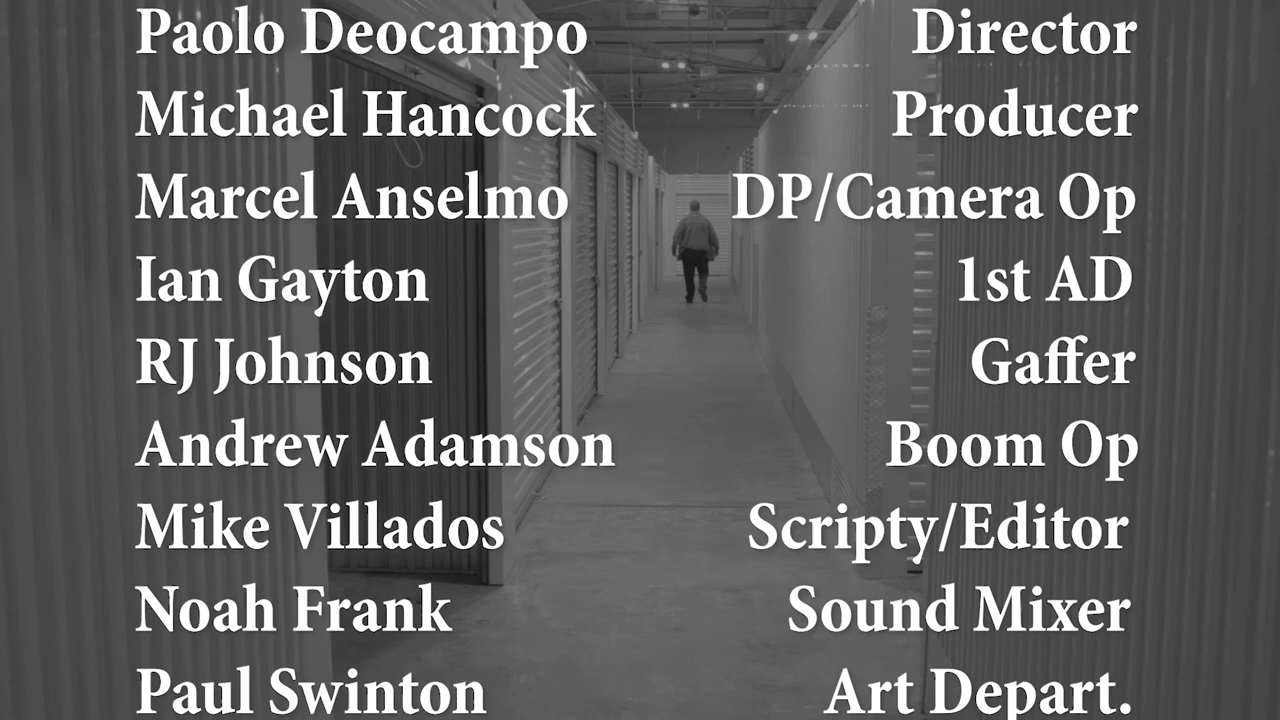 Paolo Deocampo Director
Michael Hancock Producer
Marcel Anselmo DP/Camera Op
Ian Gayton 1st AD
RJ Johnson Gaffer
Andrew Adamson Boom Op
Mike Villados Scripty/Editor
Noah Frank Sound Mixer
Paul Swinton Art Depart.